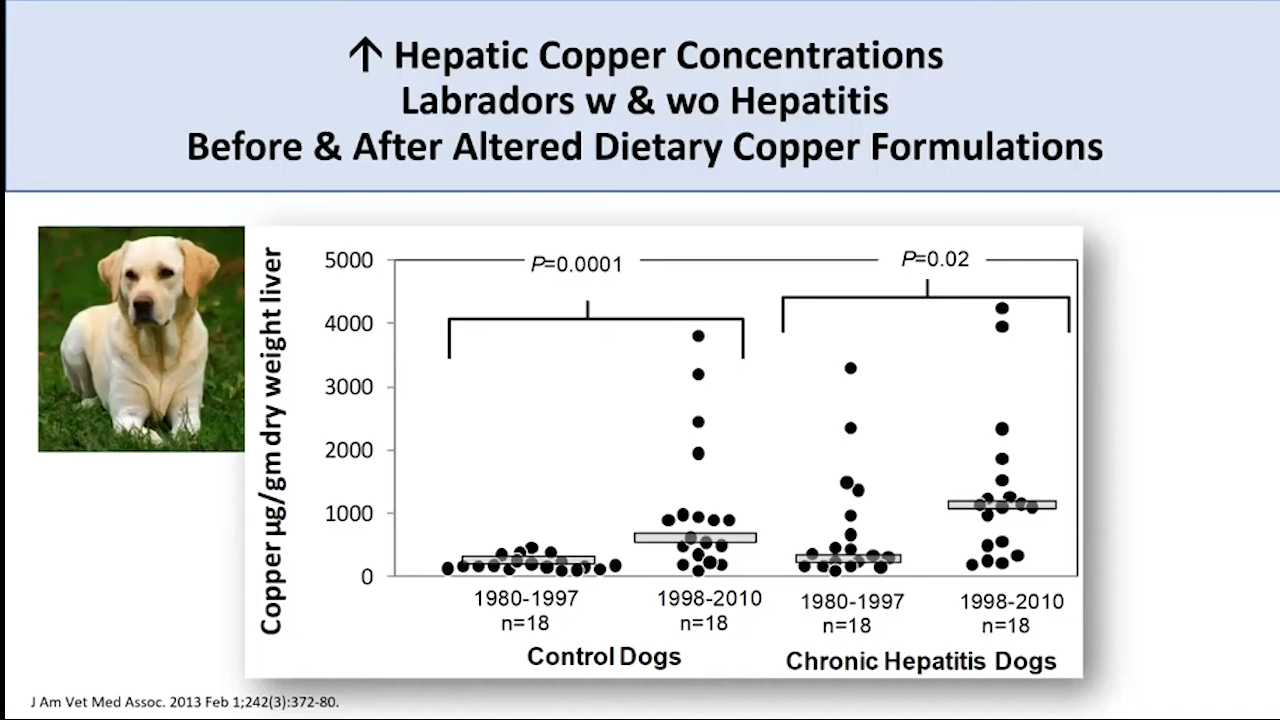 ↑ Hepatic Copper Concentrations
Labradors w & wo Hepatitis
Before & After Altered Dietary Copper Formulations
Copper µg/gm dry weight liver
5000
4000
3000
2000
1000
0
P=0.0001
P=0.02
1980-1997
n=18
1998-2010
n=18
1980-1997
n=18
1998-2010
n=18
Control Dogs
Chronic Hepatitis Dogs
J Am Vet Med Assoc. 2013 Feb 1;242(3):372-80.